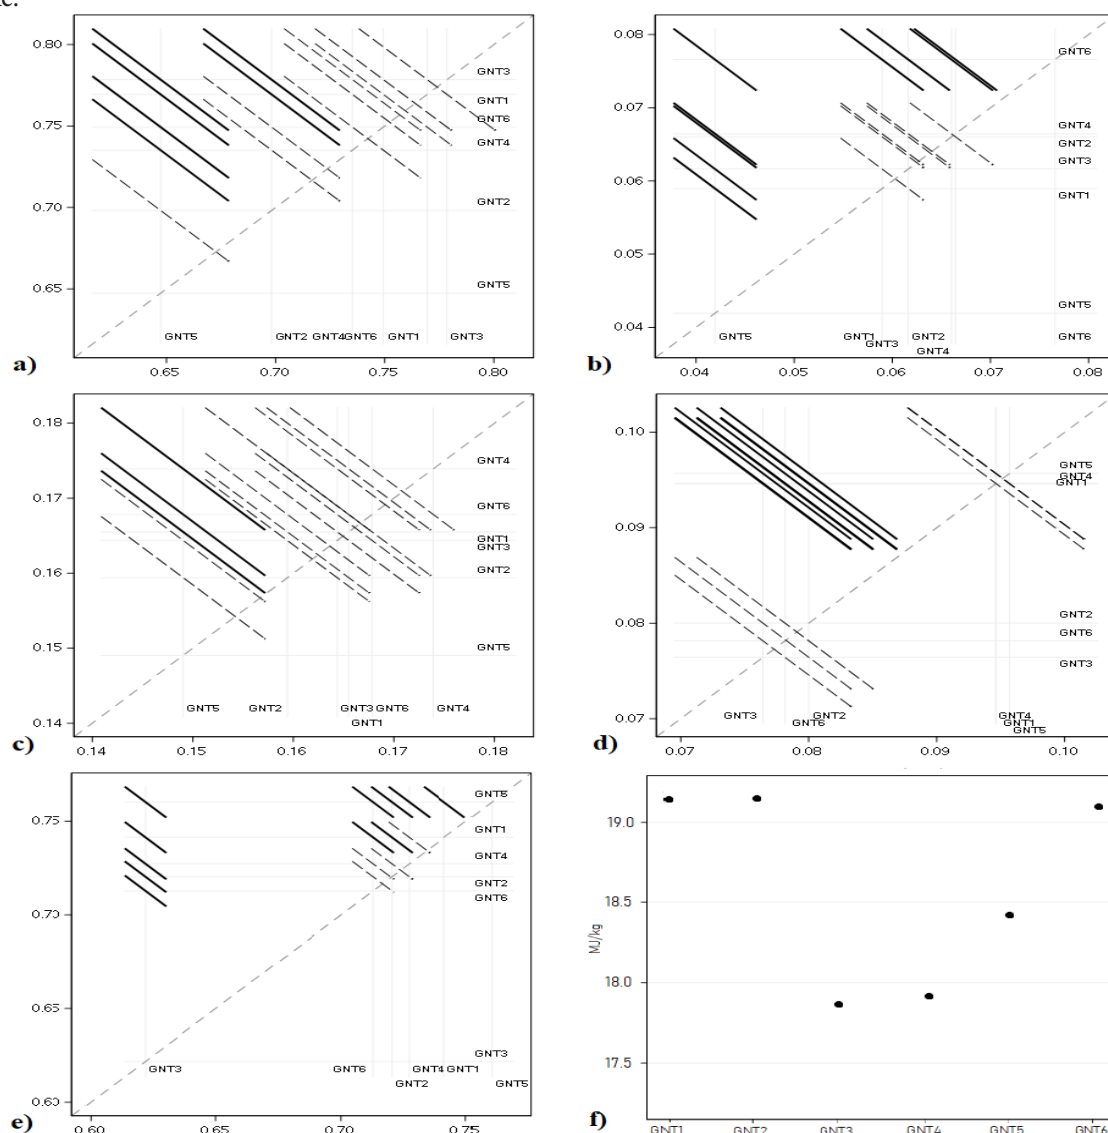 a)
0.80
0.75
0.70
0.65
GNT3
GNT1
GNT6
GNT4
GNT2
GNT5
GNT5 GNT2 GNT4 GNT6 GNT1 GNT3
0.65 0.70 0.75 0.80
b)
0.08
0.07
0.06
0.05
0.04
GNT6
GNT4
GNT2
GNT3
GNT1
GNT5
GNT5 GNT1 GNT2 GNT6
GNT3
GNT4
0.04 0.05 0.06 0.07 0.08
c)
0.18
0.17
0.16
0.15
0.14
GNT4
GNT6
GNT1
GNT3
GNT2
GNT5
GNT5 GNT2 GNT3 GNT6 GNT4
GNT1
0.14 0.15 0.16 0.17 0.18
d)
0.10
0.09
0.08
0.07
GNT5
GNT4
GNT1
GNT2
GNT6
GNT3
GNT3 GNT2 GNT4
GNT6 GNT1
GNT5
0.07 0.08 0.09 0.10
e)
0.75
0.70
0.65
0.60
GNT1
GNT4
GNT2
GNT6
GNT3
GNT3 GNT6 GNT4 GNT1
GNT2 GNT5
0.60 0.65 0.70 0.75
f)
MJ/kg
19.0
18.5
18.0
17.5
GNT1 GNT2 GNT3 GNT4 GNT5 GNT6